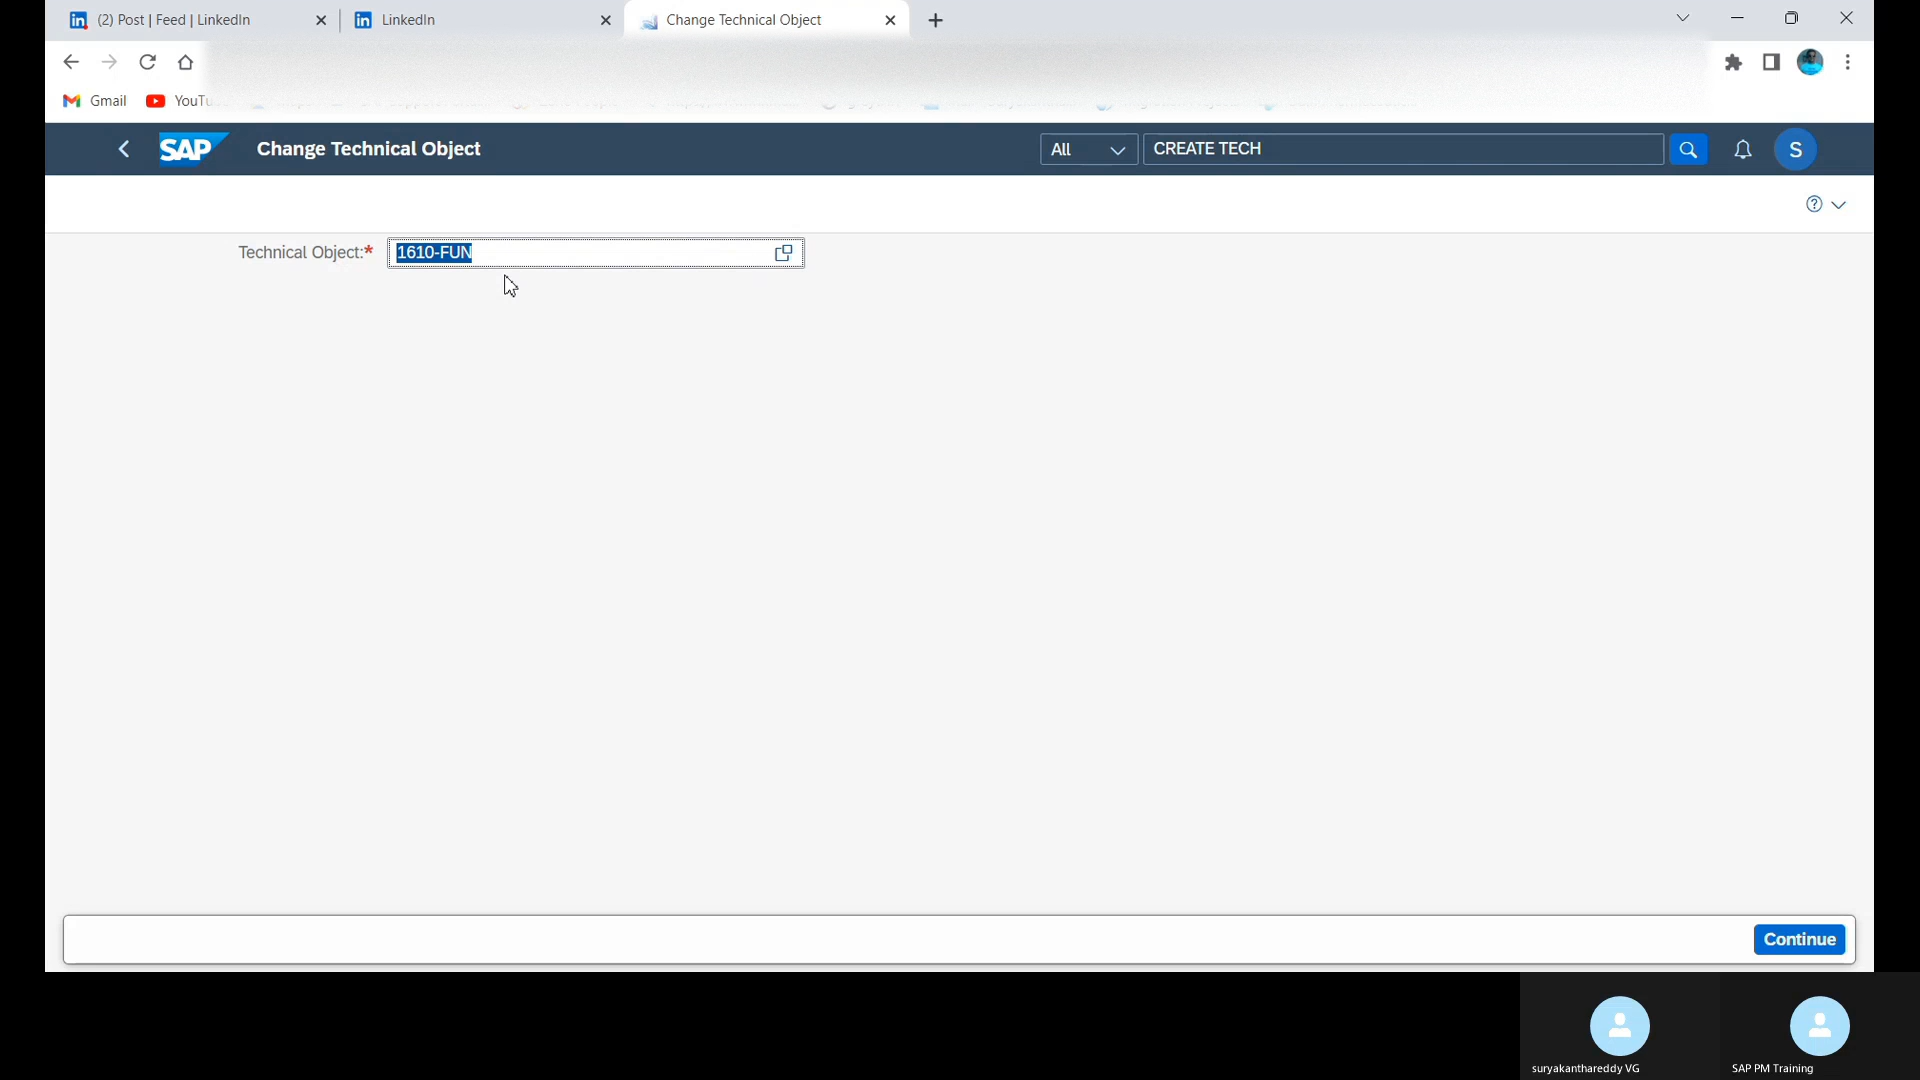 (2) Post | Feed | LinkedIn
LinkedIn
Change Technical Object
Gmail
YouTu
SAP
Change Technical Object
All
CREATE TECH
S
Technical Object:*
1610-FUN
Continue
suryakanthareddy VG
SAP PM Training